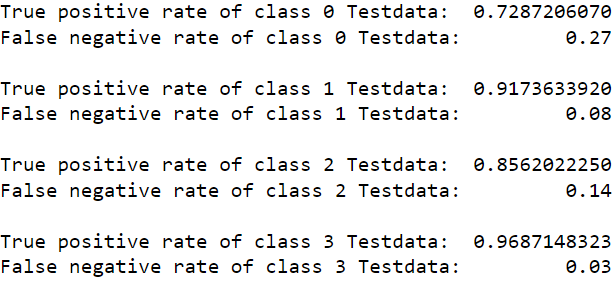 True positive rate of class 0 Testdata:  0.7287206070
False negative rate of class 0 Testdata:        0.27
True positive rate of class 1 Testdata:  0.9173633920
False negative rate of class 1 Testdata:        0.08
True positive rate of class 2 Testdata:  0.8562022250
False negative rate of class 2 Testdata:        0.14
True positive rate of class 3 Testdata:  0.9687148323
False negative rate of class 3 Testdata:        0.03